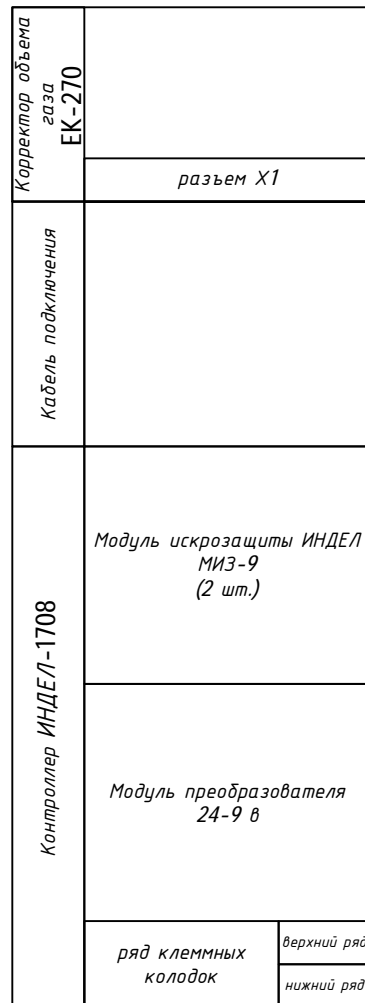 Корректор объема
газа
ЕК-270
разъем X1
Кабель подключения
Контроллер ИНДЕЛ-1708
Модуль искрозащиты ИНДЕЛ
МИЗ-9
(2 шт.)
Модуль преобразователя
24-9 в
ряд клеммных
колодок
верхний ряд
нижний ряд